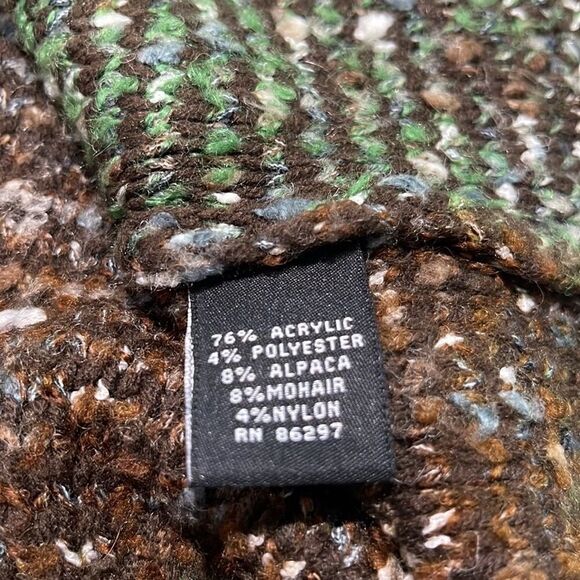 76% ACRYLIC
4% POLYESTER
8% ALPACA
8%MOHAIR
4%NYLON
RN 86297